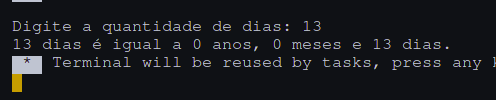 Digite a quantidade de dias: 13
13 dias é igual a 0 anos, 0 meses e 13 dias.
* Terminal will be reused by tasks, press any